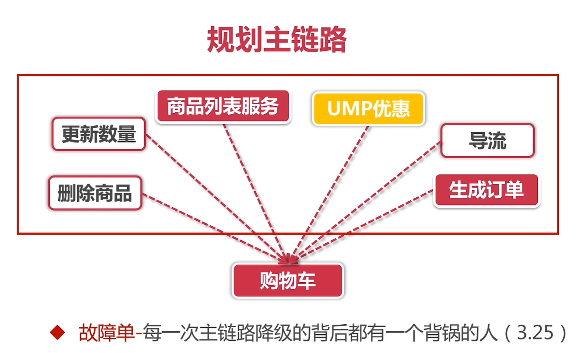 规划主链路
商品列表服务
UMP优惠
更新数量
导流
删除商品
生成订单
购物车
故障单-每一次主链路降级的背后都有一个背锅的人（3.25）